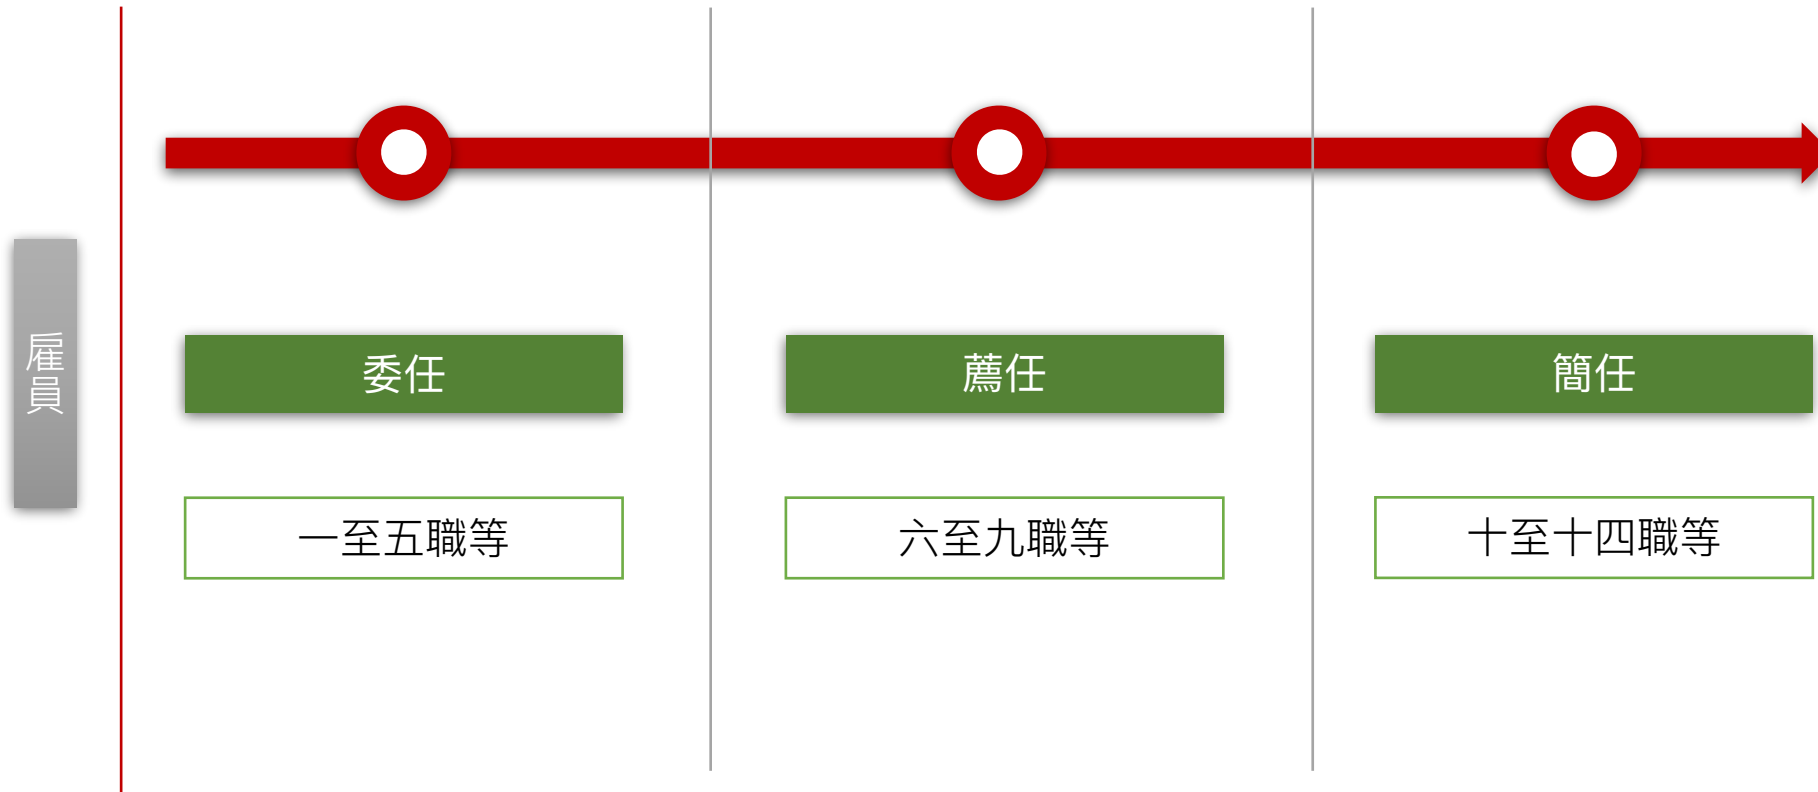 雇員
委任
薦任
簡任
一至五職等
六至九職等
十至十四職等